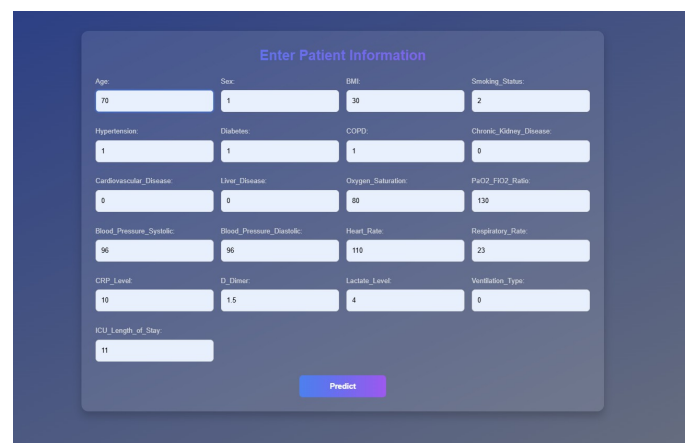 Enter Patient Information
Age: Sex: BMI: Smoking_Status:
70 1 30 2
Hypertension: Diabetes: COPD: Chronic_Kidney_Disease:
1 1 1 0
Cardiovascular_Disease: Liver_Disease: Oxygen_Saturation: PaO2_FiO2_Ratio:
0 0 80 130
Blood_Pressure_Systolic: Blood_Pressure_Diastolic: Heart_Rate: Respiratory_Rate:
96 96 110 23
CRP_Level: D_Dimer: Lactate_Level: Ventilation_Type:
10 1.5 4 0
ICU_Length_of_Stay:
11
Predict